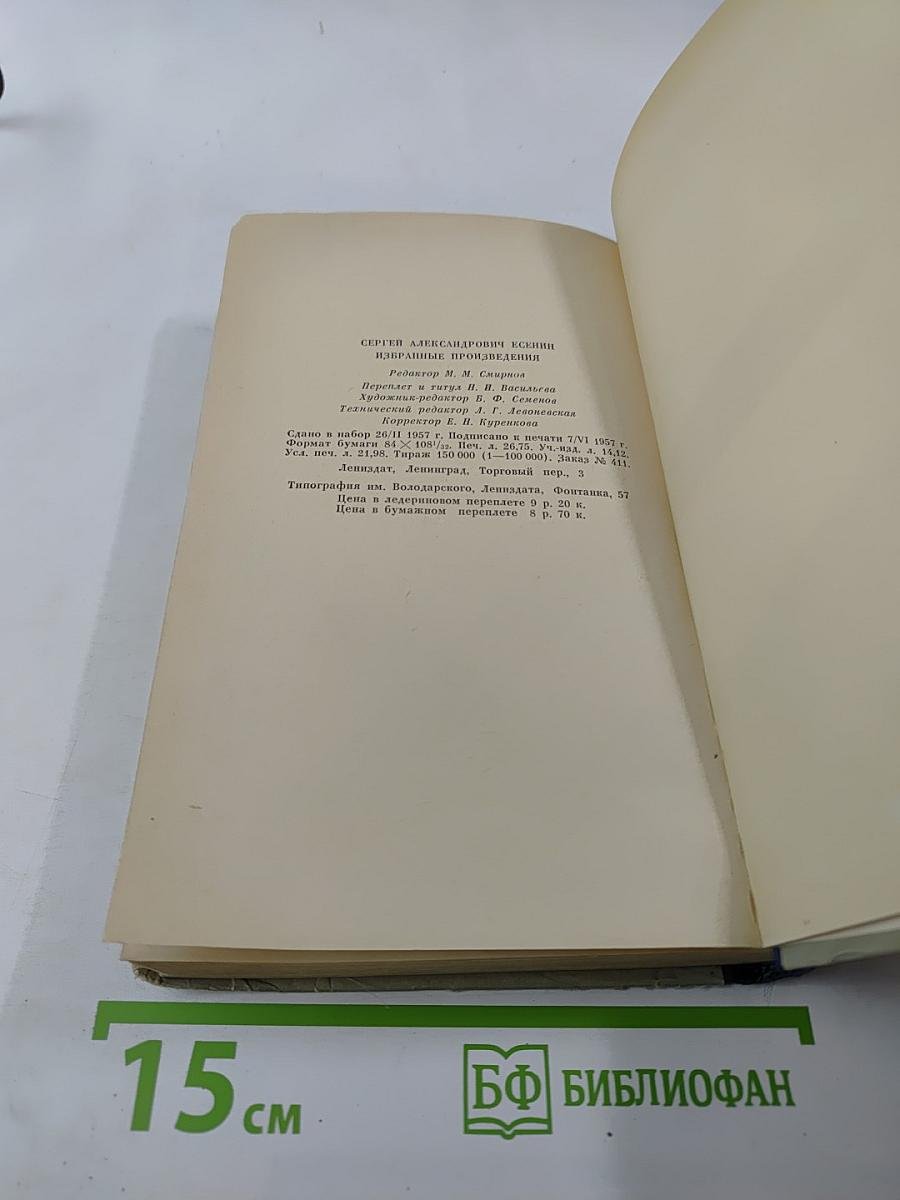 СЕРГЕЙ АЛЕКСАНДРОВИЧ ЕСЕНИН
ИЗБРАННЫЕ ПРОИЗВЕДЕНИЯ
Редактор М. М. Смирнов
Переплет и титул Н. И. Васильева
Художник-редактор Б. Ф. Семенов
Технический редактор Л. Г. Левоневская
Корректор Е. Н. Куренкова
Сдано в набор 26/II 1957 г. Подписано к печати 7/VI 1957 г.
Формат бумаги 84×108¹/₃₂. Печ. л. 26,75. Уч.-изд. л. 14,12.
Усл. печ. л. 21,98. Тираж 150 000 (1—100 000). Заказ № 411.
Лениздат, Ленинград, Торговый пер., 3
Типография им. Володарского, Лениздата, Фонтанка, 57
Цена в ледериновом переплете 9 р. 20 к.
Цена в бумажном переплете 8 р. 70 к.
15 см
БФ БИБЛИОФАН